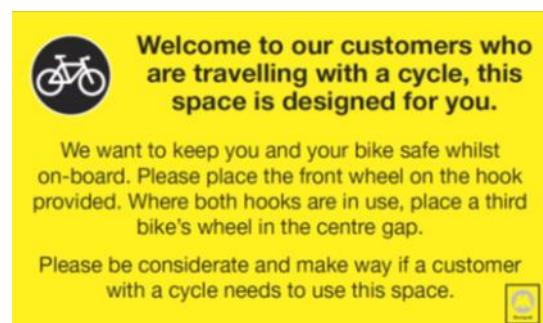 Welcome to our customers who
are travelling with a cycle, this
space is designed for you.
We want to keep you and your bike safe whilst
on-board. Please place the front wheel on the hook
provided. Where both hooks are in use, place a third
bike's wheel in the centre gap.
Please be considerate and make way if a customer
with a cycle needs to use this space.